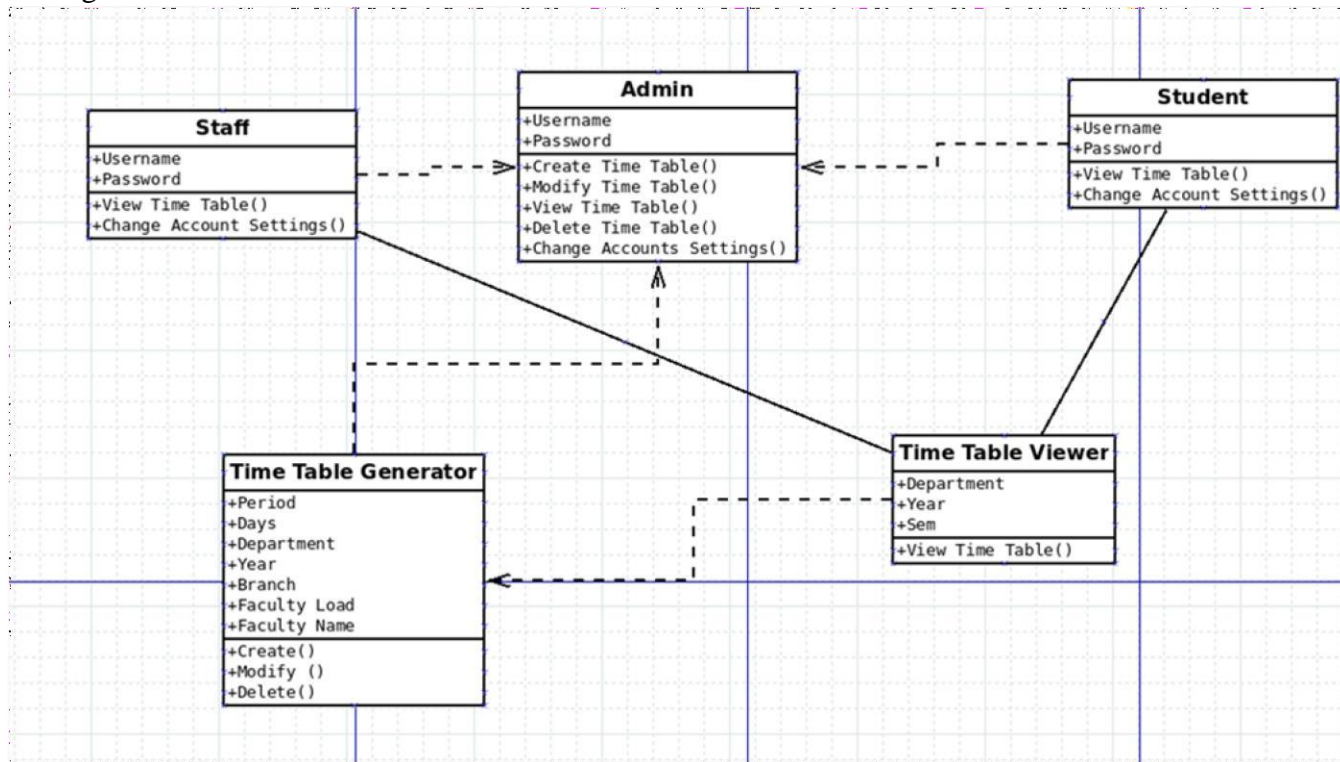 Staff
+Username
+Password
+View Time Table()
+Change Account Settings()
Admin
+Username
+Password
+Create Time Table()
+Modify Time Table()
+View Time Table()
+Delete Time Table()
+Change Accounts Settings()
Student
+Username
+Password
+View Time Table()
+Change Account Settings()
Time Table Generator
+Period
+Days
+Department
+Year
+Branch
+Faculty Load
+Faculty Name
+Create()
+Modify ()
+Delete()
Time Table Viewer
+Department
+Year
+Sem
+View Time Table()